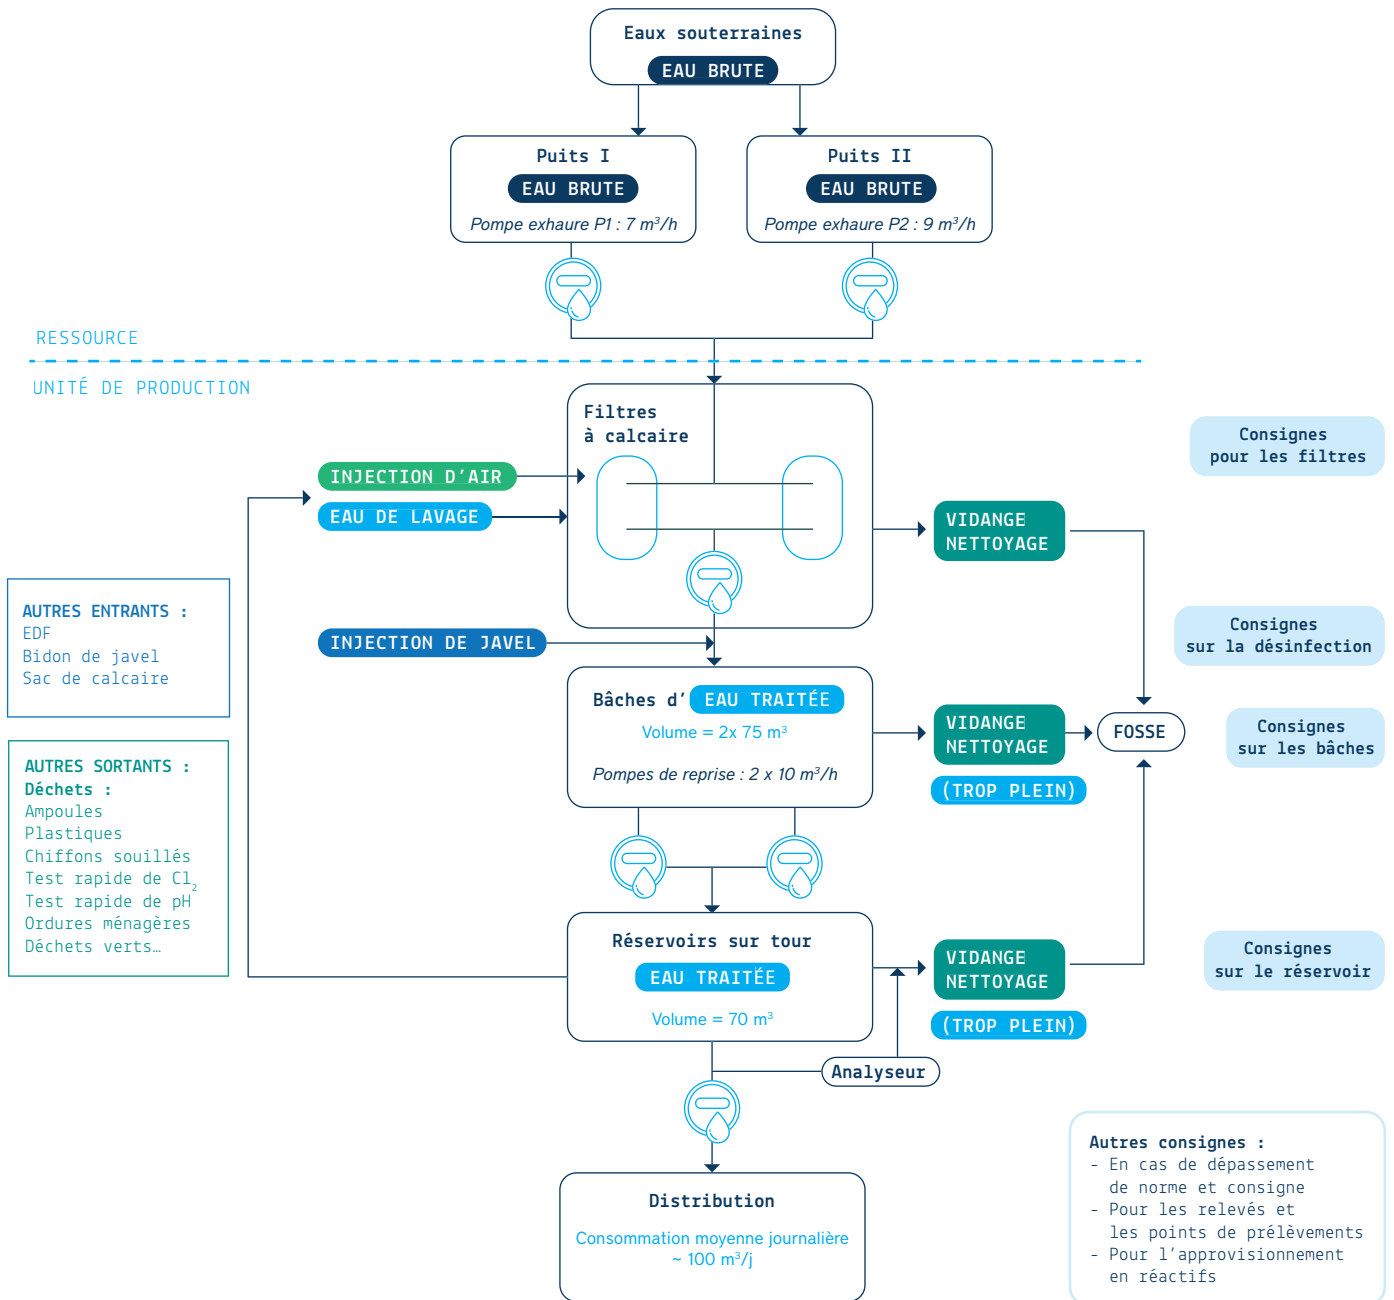 Eaux souterraines
EAU BRUTE
Puits I
EAU BRUTE
Pompe exhaure P1 : 7 m³/h
Puits II
EAU BRUTE
Pompe exhaure P2 : 9 m³/h
RESSOURCE
UNITÉ DE PRODUCTION
Filtres
à calcaire
INJECTION D'AIR
EAU DE LAVAGE
VIDANGE
NETTOYAGE
Consignes
pour les filtres
AUTRES ENTRANTS :
EDF
Bidon de javel
Sac de calcaire
INJECTION DE JAVEL
Consignes
sur la désinfection
Bâches d' EAU TRAITÉE
Volume = 2x 75 m³
Pompes de reprise : 2 x 10 m³/h
VIDANGE
NETTOYAGE
(TROP PLEIN)
FOSSE
Consignes
sur les bâches
AUTRES SORTANTS :
Déchets :
Ampoules
Plastiques
Chiffons souillés
Test rapide de Cl₂
Test rapide de pH
Ordures ménagères
Déchets verts…
Réservoirs sur tour
EAU TRAITÉE
Volume = 70 m³
VIDANGE
NETTOYAGE
(TROP PLEIN)
Consignes
sur le réservoir
Analyseur
Distribution
Consommation moyenne journalière
~ 100 m³/j
Autres consignes :
- En cas de dépassement
de norme et consigne
- Pour les relevés et
les points de prélèvements
- Pour l'approvisionnement
en réactifs